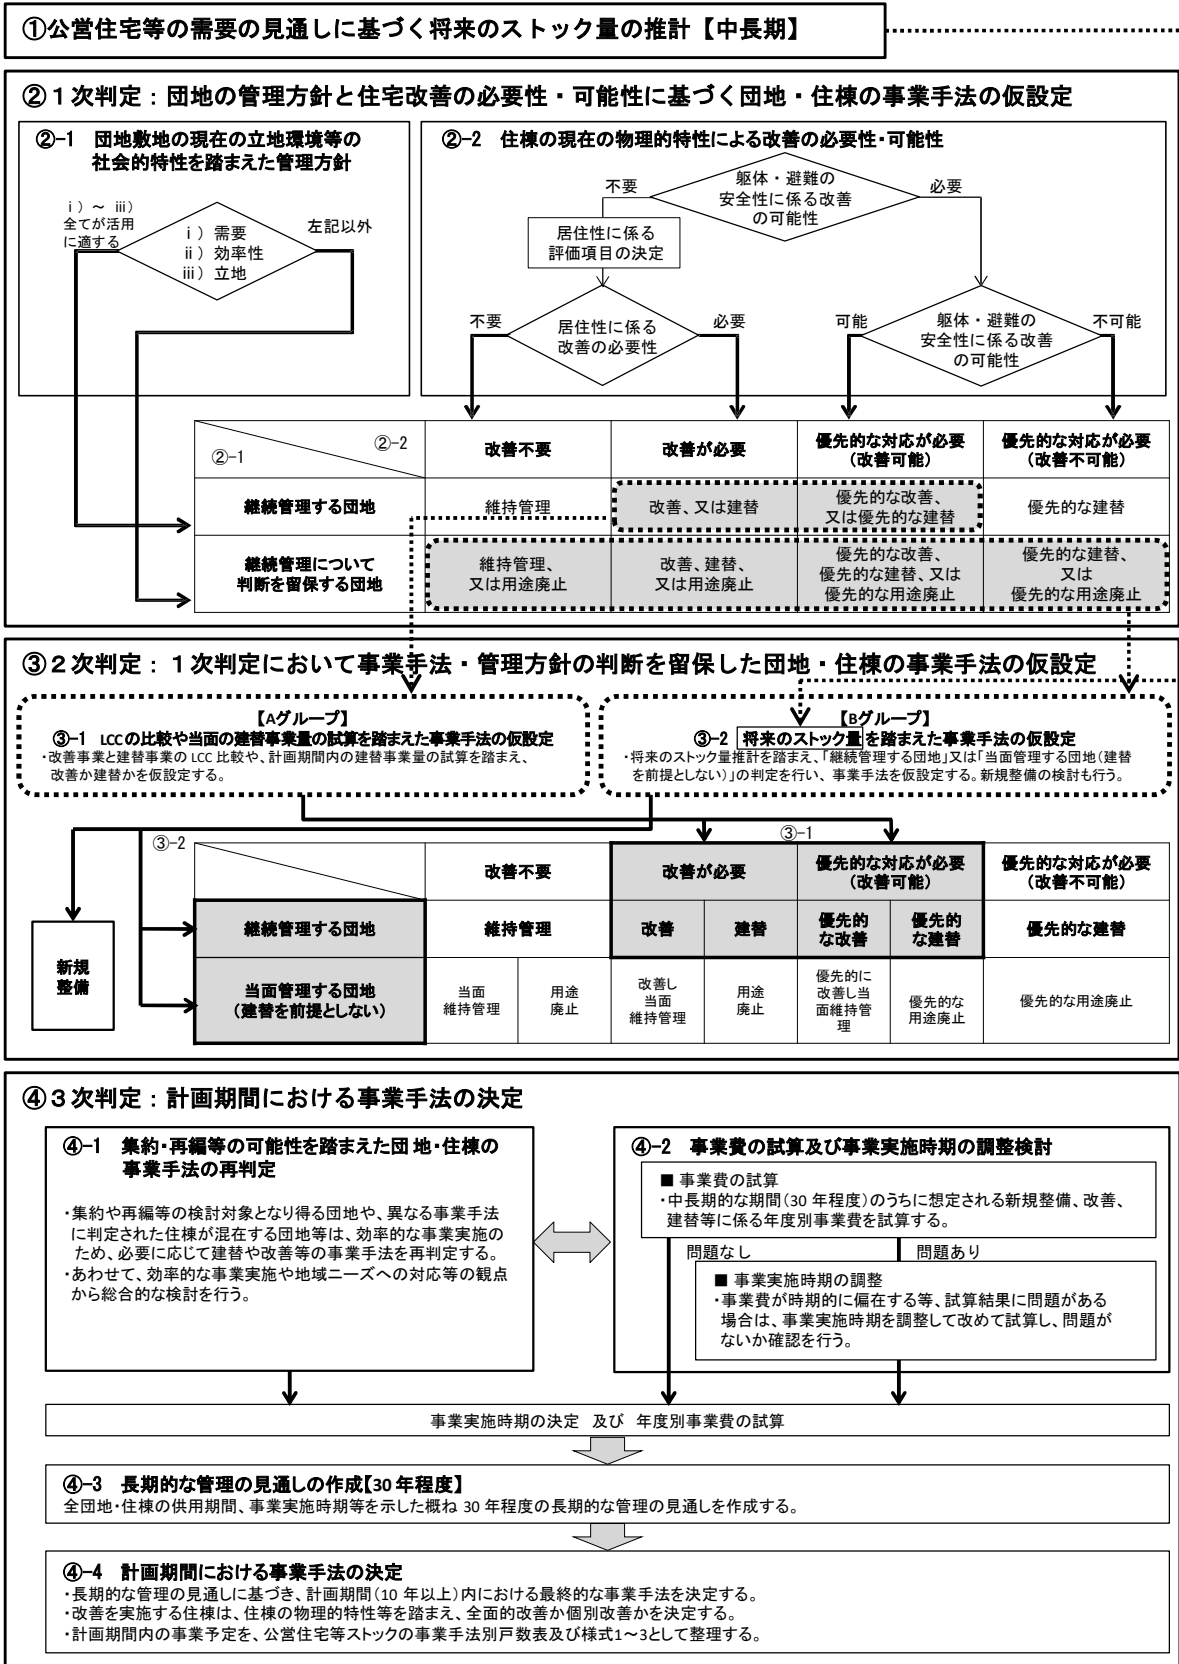 ①公営住宅等の需要の見通しに基づく将来のストック量の推計【中長期】
②1次判定：団地の管理方針と住宅改善の必要性・可能性に基づく団地・住棟の事業手法の仮設定
②-1 団地敷地の現在の立地環境等の
社会的特性を踏まえた管理方針
ⅰ）～ ⅲ）
全てが活用
に適する
ⅰ）需要
ⅱ）効率性
ⅲ）立地
左記以外
②-2 住棟の現在の物理的特性による改善の必要性・可能性
不要
躯体・避難の
安全性に係る改善
の可能性
必要
居住性に係る
評価項目の決定
不要
居住性に係る
改善の必要性
必要
可能
躯体・避難の
安全性に係る改善
の可能性
不可能
②-2
②-1
改善不要
改善が必要
優先的な対応が必要
（改善可能）
優先的な対応が必要
（改善不可能）
継続管理する団地
維持管理
改善、又は建替
優先的な改善、
又は優先的な建替
優先的な建替
継続管理について
判断を留保する団地
維持管理、
又は用途廃止
改善、建替、
又は用途廃止
優先的な改善、
優先的な建替、又は
優先的な用途廃止
優先的な建替、
又は
優先的な用途廃止
③2次判定：1次判定において事業手法・管理方針の判断を留保した団地・住棟の事業手法の仮設定
【Aグループ】
③-1 LCCの比較や当面の建替事業量の試算を踏まえた事業手法の仮設定
・改善事業と建替事業の LCC 比較や、計画期間内の建替事業量の試算を踏まえ、
改善か建替かを仮設定する。
【Bグループ】
③-2 将来のストック量を踏まえた事業手法の仮設定
・将来のストック量推計を踏まえ、「継続管理する団地」又は「当面管理する団地（建替
を前提としない）」の判定を行い、事業手法を仮設定する。新規整備の検討も行う。
③-2
③-1
改善不要
改善が必要
優先的な対応が必要
（改善可能）
優先的な対応が必要
（改善不可能）
新規
整備
継続管理する団地
維持管理
改善
建替
優先的
な改善
優先的
な建替
優先的な建替
当面管理する団地
（建替を前提としない）
当面
維持管理
用途
廃止
改善し
当面
維持管理
用途
廃止
優先的に
改善し当
面維持管
理
優先的な
用途廃止
優先的な用途廃止
④3次判定：計画期間における事業手法の決定
④-1 集約・再編等の可能性を踏まえた団 地・住棟の
事業手法の再判定
・集約や再編等の検討対象となり得る団地や、異なる事業手法
に判定された住棟が混在する団地等は、効率的な事業実施の
ため、必要に応じて建替や改善等の事業手法を再判定する。
・あわせて、効率的な事業実施や地域ニーズへの対応等の観点
から総合的な検討を行う。
④-2 事業費の試算及び事業実施時期の調整検討
■ 事業費の試算
・中長期的な期間（30 年程度）のうちに想定される新規整備、改善、
建替等に係る年度別事業費を試算する。
問題なし
問題あり
■ 事業実施時期の調整
・事業費が時期的に偏在する等、試算結果に問題がある
場合は、事業実施時期を調整して改めて試算し、問題が
ないか確認を行う。
事業実施時期の決定 及び 年度別事業費の試算
④-3 長期的な管理の見通しの作成【30 年程度】
全団地・住棟の供用期間、事業実施時期等を示した概ね 30 年程度の長期的な管理の見通しを作成する。
④-4 計画期間における事業手法の決定
・長期的な管理の見通しに基づき、計画期間（10 年以上）内における最終的な事業手法を決定する。
・改善を実施する住棟は、住棟の物理的特性等を踏まえ、全面的改善か個別改善かを決定する。
・計画期間内の事業予定を、公営住宅等ストックの事業手法別戸数表及び様式1～3として整理する。